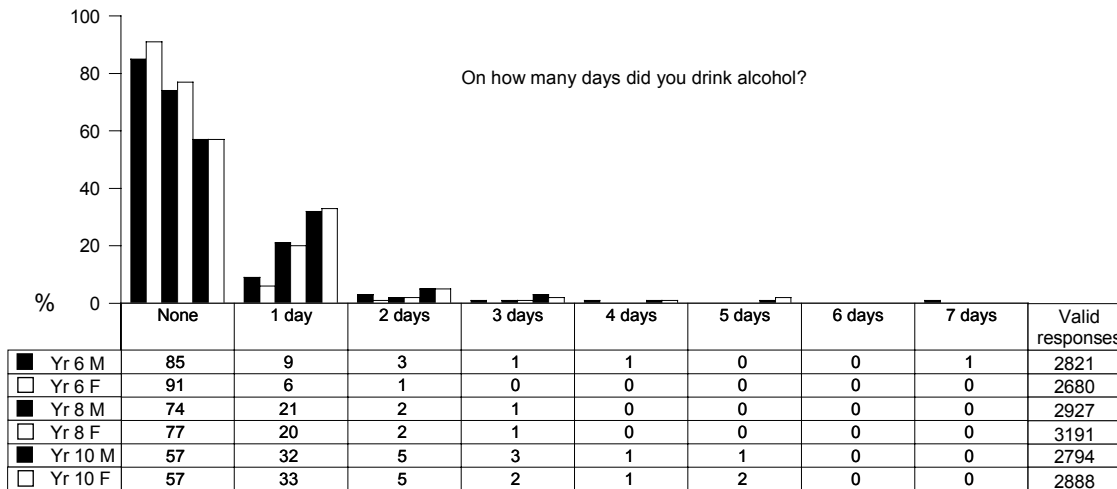 100
On how many days did you drink alcohol?
80
60
40
20
% 0
None 1 day 2 days 3 days 4 days 5 days 6 days 7 days Valid responses
Yr 6 M 85 9 3 1 1 0 0 1 2821
Yr 6 F 91 6 1 0 0 0 0 0 2680
Yr 8 M 74 21 2 1 0 0 0 0 2927
Yr 8 F 77 20 2 1 0 0 0 0 3191
Yr 10 M 57 32 5 3 1 1 0 0 2794
Yr 10 F 57 33 5 2 1 2 0 0 2888